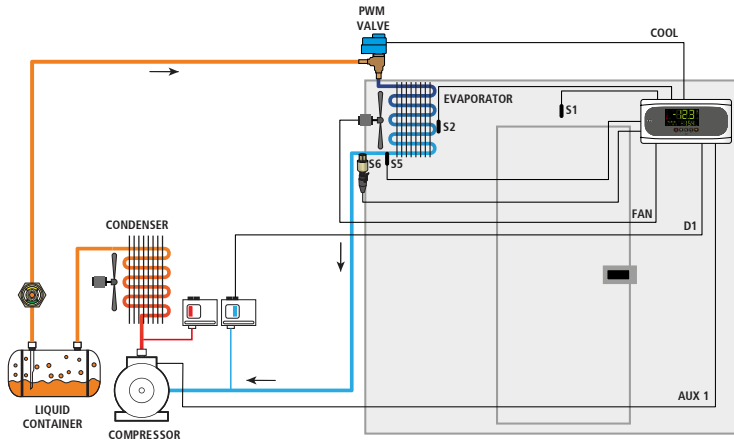 PWM
VALVE
COOL
EVAPORATOR
S1
S2
S6
S5
FAN
D1
CONDENSER
AUX 1
LIQUID
CONTAINER
COMPRESSOR